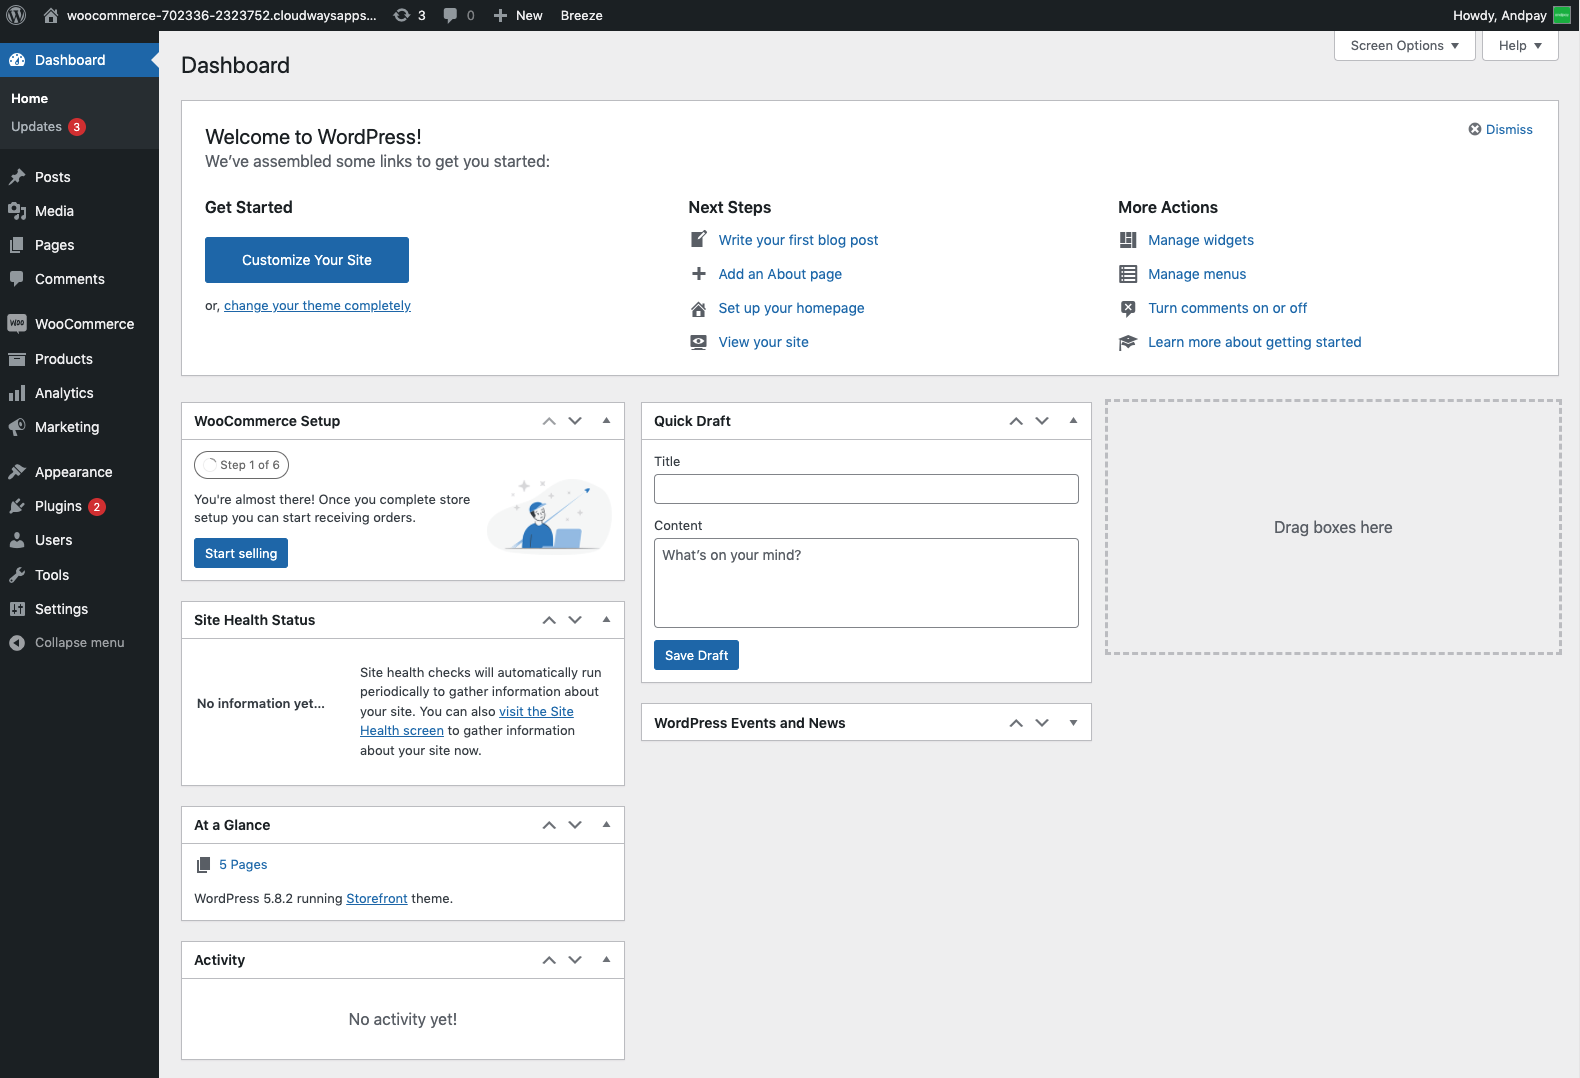 woocommerce-702336-2323752.cloudwaysapps...
3
0
New
Breeze
Howdy, Andpay
Dashboard
Home
Updates 3
Posts
Media
Pages
Comments
WooCommerce
Products
Analytics
Marketing
Appearance
Plugins 2
Users
Tools
Settings
Collapse menu
Screen Options
Help
Dashboard
Welcome to WordPress!
We've assembled some links to get you started:
Dismiss
Get Started
Customize Your Site
or, change your theme completely
Next Steps
Write your first blog post
Add an About page
Set up your homepage
View your site
More Actions
Manage widgets
Manage menus
Turn comments on or off
Learn more about getting started
WooCommerce Setup
Step 1 of 6
You're almost there! Once you complete store
setup you can start receiving orders.
Start selling
Site Health Status
No information yet...
Site health checks will automatically run
periodically to gather information about
your site. You can also visit the Site
Health screen to gather information
about your site now.
At a Glance
5 Pages
WordPress 5.8.2 running Storefront theme.
Activity
No activity yet!
Quick Draft
Title
Content
What's on your mind?
Save Draft
WordPress Events and News
Drag boxes here